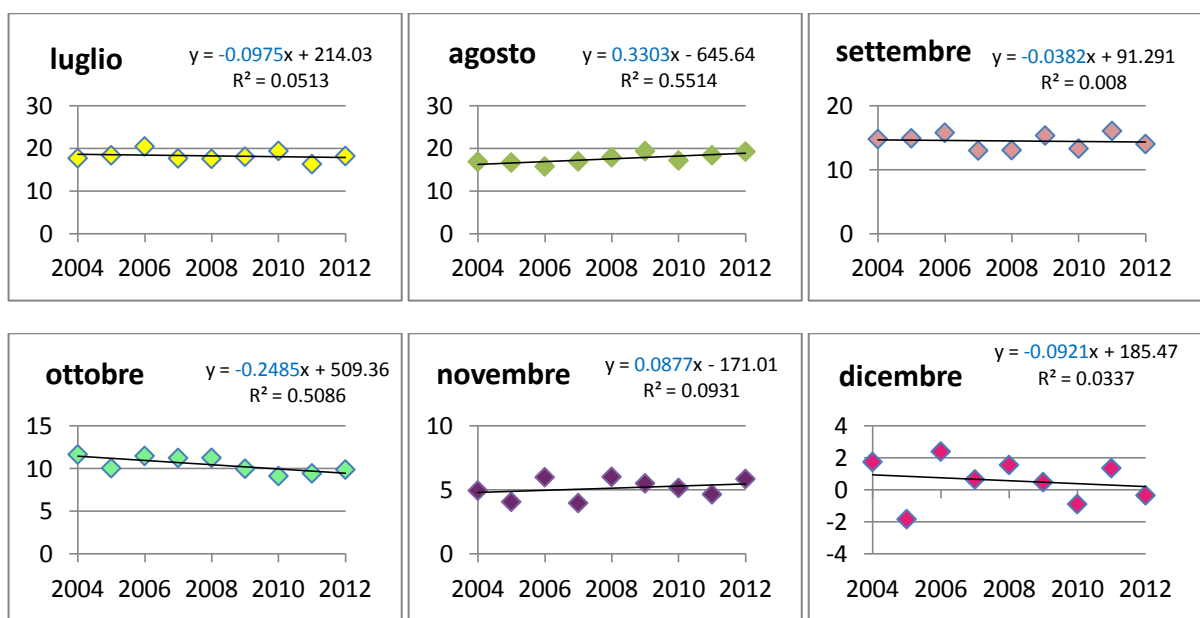 luglio
y = -0.0975x + 214.03
R² = 0.0513
30
20
10
0
2004 2006 2008 2010 2012
agosto
y = 0.3303x - 645.64
R² = 0.5514
30
20
10
0
2004 2006 2008 2010 2012
settembre
y = -0.0382x + 91.291
R² = 0.008
20
10
0
2004 2006 2008 2010 2012
ottobre
y = -0.2485x + 509.36
R² = 0.5086
15
10
5
0
2004 2006 2008 2010 2012
novembre
y = 0.0877x - 171.01
R² = 0.0931
10
5
0
2004 2006 2008 2010 2012
dicembre
y = -0.0921x + 185.47
R² = 0.0337
4
2
0
-2
-4
2004 2006 2008 2010 2012